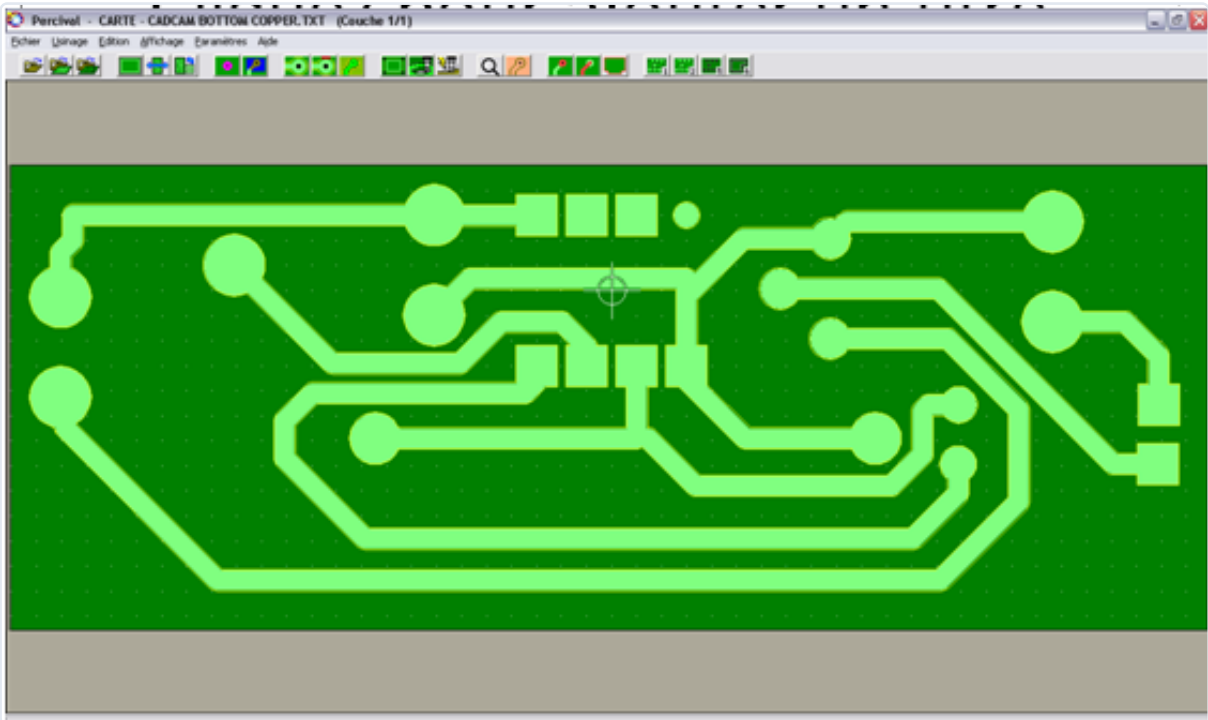 Percival - CARTE - CADCAM BOTTOM COPPER.TXT (Couche 1/1)
Fichier Usinage Edition Affichage Paramètres Aide